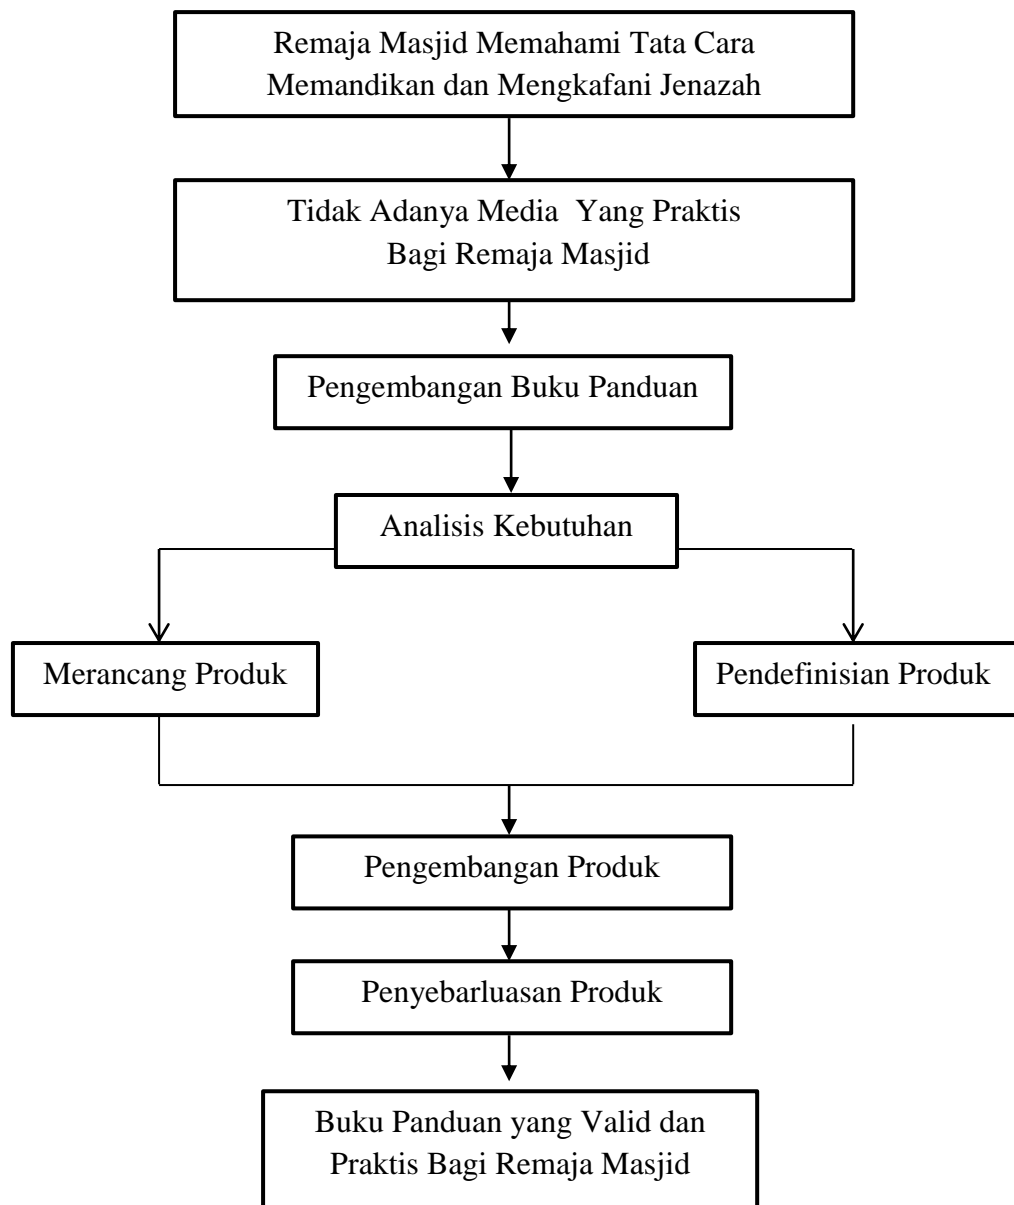 Remaja Masjid Memahami Tata Cara
Memandikan dan Mengkafani Jenazah
Tidak Adanya Media Yang Praktis
Bagi Remaja Masjid
Pengembangan Buku Panduan
Analisis Kebutuhan
Merancang Produk
Pendefinisian Produk
Pengembangan Produk
Penyebarluasan Produk
Buku Panduan yang Valid dan
Praktis Bagi Remaja Masjid